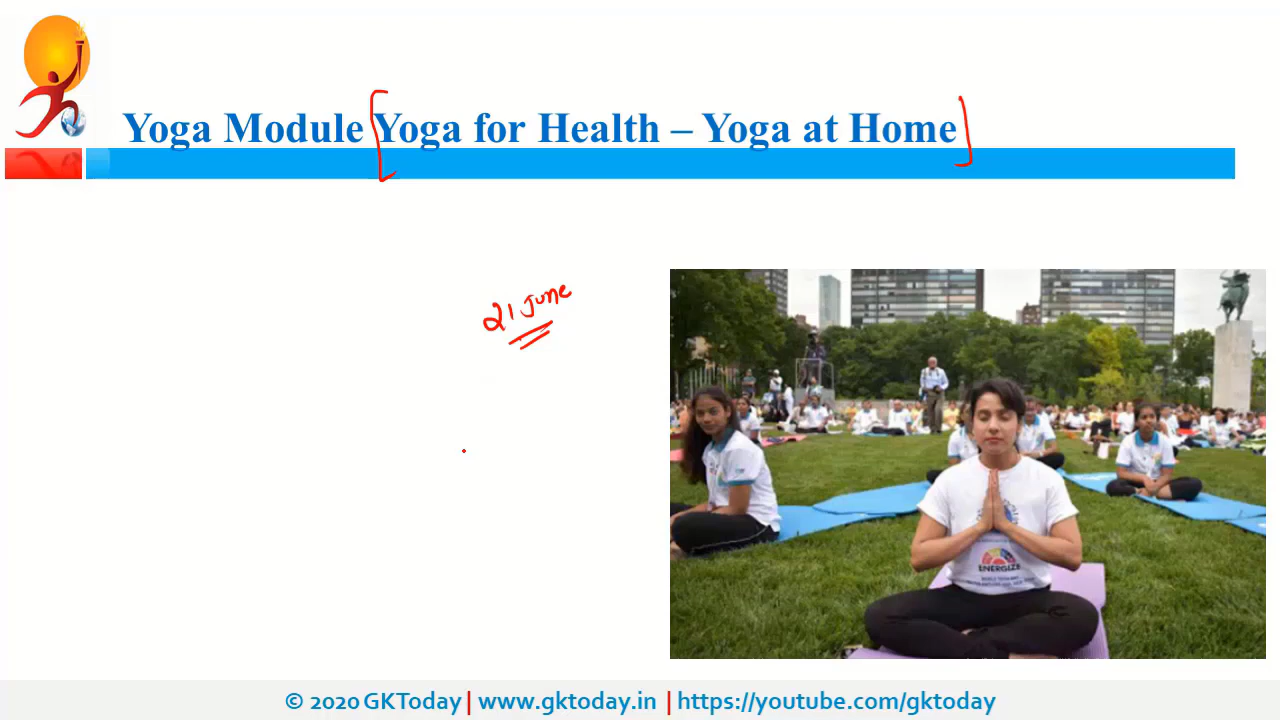 Yoga Module Yoga for Health – Yoga at Home
21 June
ENERGIZE
© 2020 GKToday | www.gktoday.in | https://youtube.com/gktoday